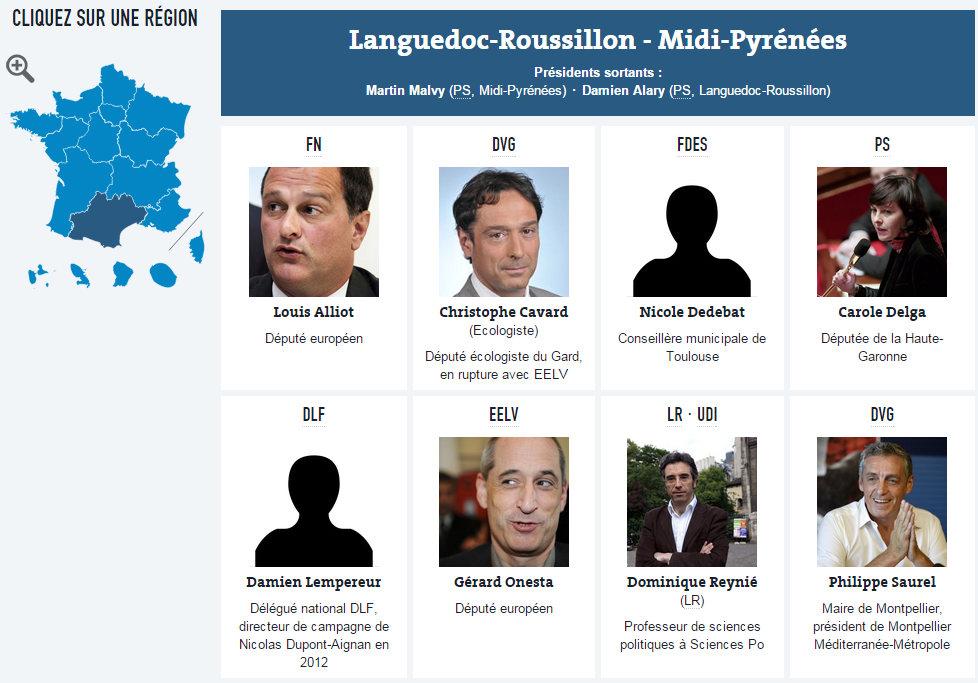 CLIQUEZ SUR UNE RÉGION
Languedoc-Roussillon - Midi-Pyrénées
Présidents sortants :
Martin Malvy (PS, Midi-Pyrénées) · Damien Alary (PS, Languedoc-Roussillon)
FN
Louis Alliot
Député européen
DVG
Christophe Cavard
(Ecologiste)
Député écologiste du Gard,
en rupture avec EELV
FDES
Nicole Dedebat
Conseillère municipale de
Toulouse
PS
Carole Delga
Députée de la Haute-
Garonne
DLF
Damien Lempereur
Délégué national DLF,
directeur de campagne de
Nicolas Dupont-Aignan en
2012
EELV
Gérard Onesta
Député européen
LR · UDI
Dominique Reynié
(LR)
Professeur de sciences
politiques à Sciences Po
DVG
Philippe Saurel
Maire de Montpellier,
président de Montpellier
Méditerranée-Métropole